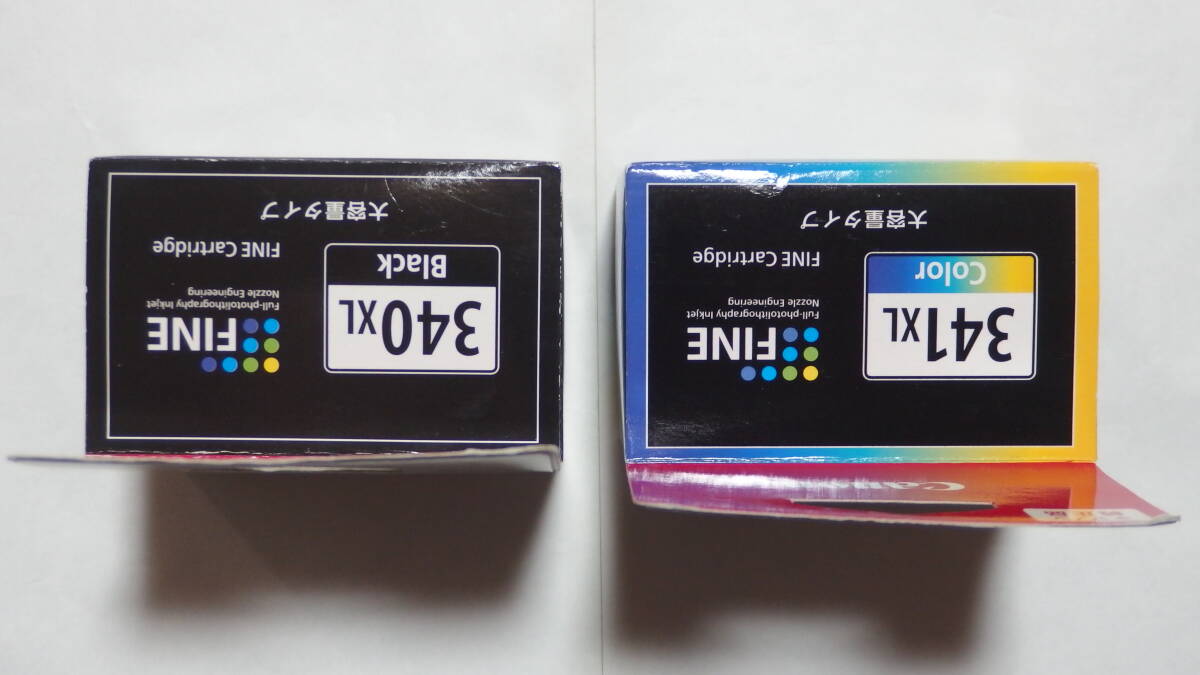 340XL
Black
FINE
Full-photolithography Inkjet
Nozzle Engineering
FINE Cartridge
大容量タイプ
341XL
Color
FINE
Full-photolithography Inkjet
Nozzle Engineering
FINE Cartridge
大容量タイプ